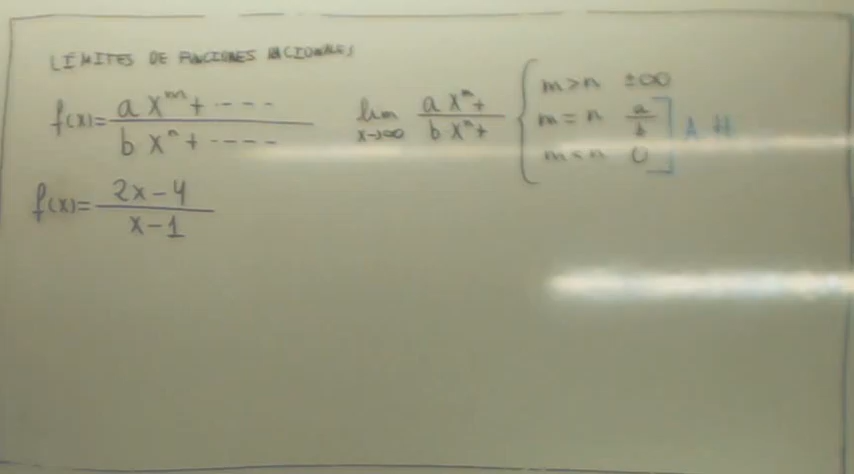 LÍMITES DE FUNCIONES RACIONALES
f(x)= (a x^m + ----) / (b x^n + ----)
lim x→∞ (a x^m +) / (b x^n +)
m>n ±∞
m=n a/b
m<n 0
A.H
f(x)= (2x-4) / (x-1)